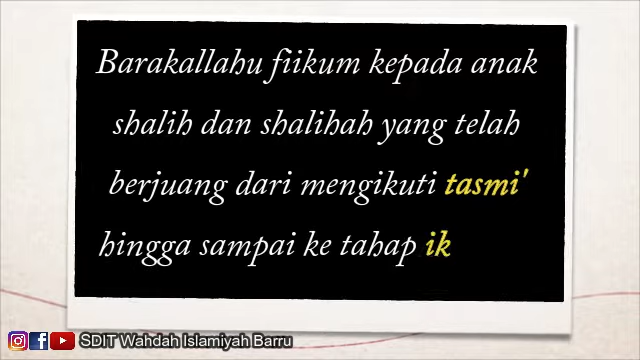 Barakallahu fiikum kepada anak
shalih dan shalihah yang telah
berjuang dari mengikuti tasmi'
hingga sampai ke tahap ik
SDIT Wahdah Islamiyah Barru